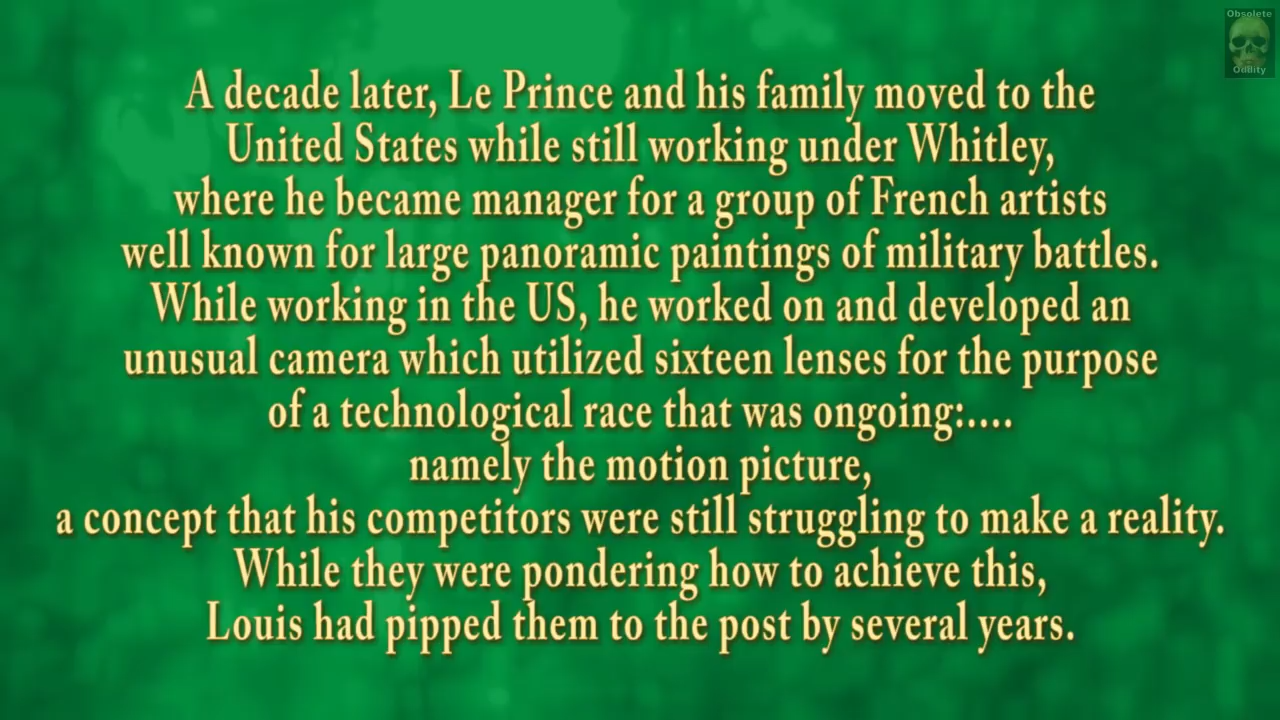 Obsolete
Oddity
A decade later, Le Prince and his family moved to the
United States while still working under Whitley,
where he became manager for a group of French artists
well known for large panoramic paintings of military battles.
While working in the US, he worked on and developed an
unusual camera which utilized sixteen lenses for the purpose
of a technological race that was ongoing:....
namely the motion picture,
a concept that his competitors were still struggling to make a reality.
While they were pondering how to achieve this,
Louis had pipped them to the post by several years.